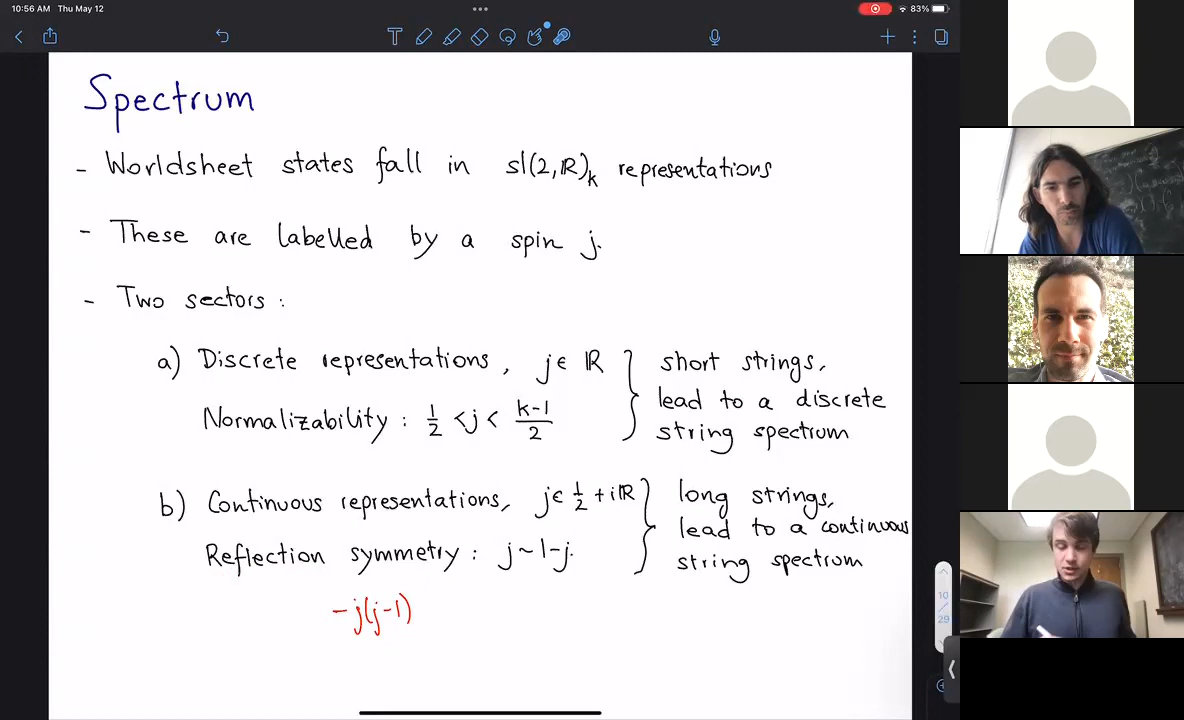 10:56 AM Thu May 12
83%
Spectrum
- Worldsheet states fall in sl(2,ℝ)ₖ representations
- These are labelled by a spin j.
- Two sectors:
a) Discrete representations, j ∈ ℝ } short strings,
lead to a discrete
Normalizability: 1/2 < j < (k-1)/2
string spectrum
b) Continuous representations, j ∈ 1/2 + iℝ } long strings,
lead to a continuous
Reflection symmetry: j ~ 1-j.
string spectrum
-j(j-1)
10
/
29